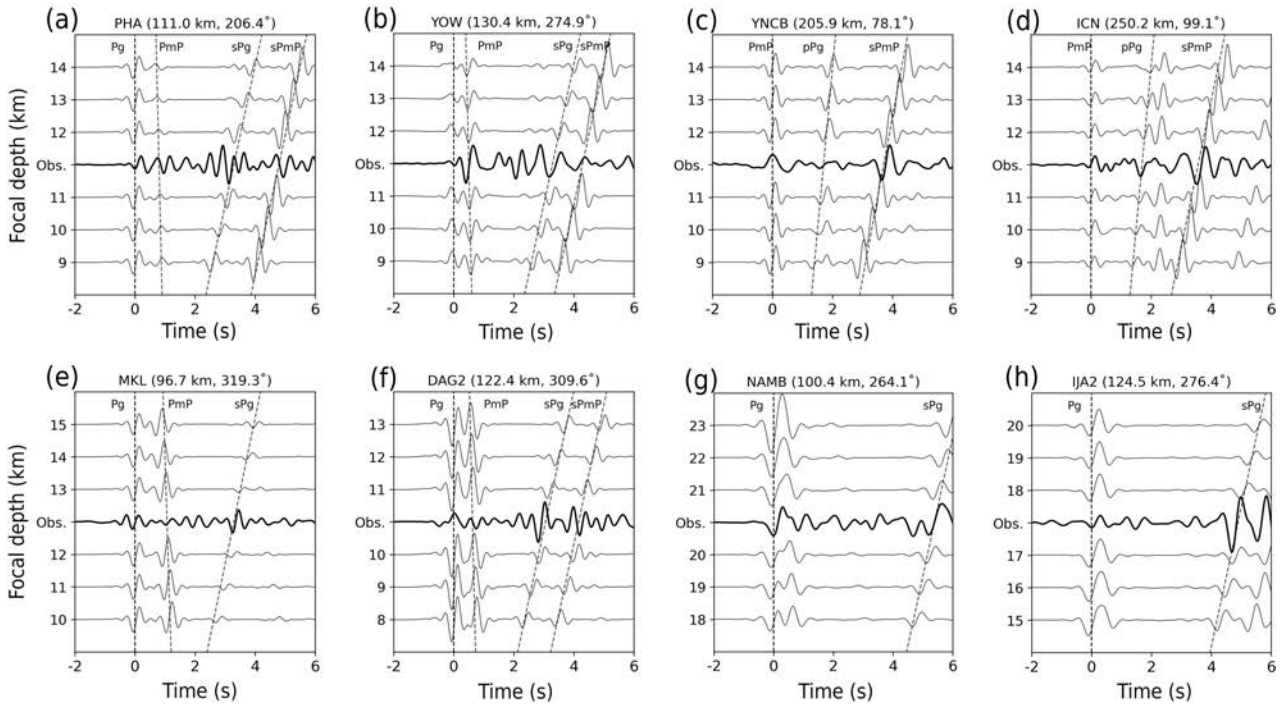 (a)
PHA (111.0 km, 206.4˚)
Pg PmP sPg sPmP
14
13
12
Obs.
11
10
9
-2 0 2 4 6
Time (s)
Focal depth (km)
(b)
YOW (130.4 km, 274.9˚)
Pg PmP sPg sPmP
14
13
12
Obs.
11
10
9
-2 0 2 4 6
Time (s)
(c)
YNCB (205.9 km, 78.1˚)
PmP pPg sPmP
14
13
12
Obs.
11
10
9
-2 0 2 4 6
Time (s)
(d)
ICN (250.2 km, 99.1˚)
PmP pPg sPmP
14
13
12
Obs.
11
10
9
-2 0 2 4 6
Time (s)
(e)
MKL (96.7 km, 319.3˚)
Pg PmP sPg
15
14
13
Obs.
12
11
10
-2 0 2 4 6
Time (s)
Focal depth (km)
(f)
DAG2 (122.4 km, 309.6˚)
Pg PmP sPg sPmP
13
12
11
Obs.
10
9
8
-2 0 2 4 6
Time (s)
(g)
NAMB (100.4 km, 264.1˚)
Pg sPg
23
22
21
Obs.
20
19
18
-2 0 2 4 6
Time (s)
(h)
IJA2 (124.5 km, 276.4˚)
Pg sPg
20
19
18
Obs.
17
16
15
-2 0 2 4 6
Time (s)